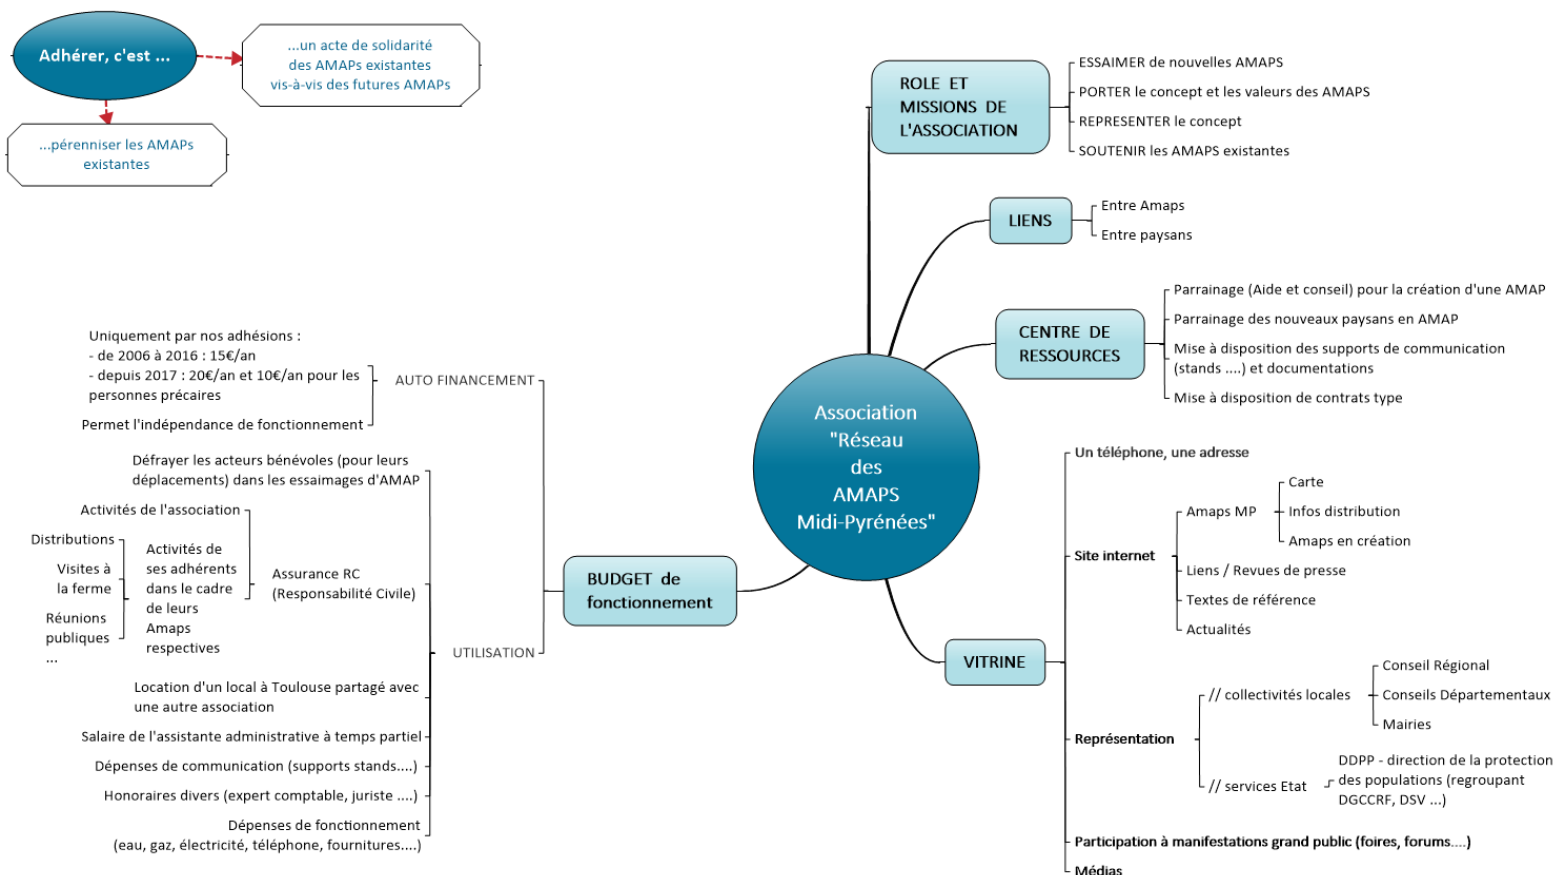 Adhérer, c'est ...
...un acte de solidarité
des AMAPs existantes
vis-à-vis des futures AMAPs
...pérenniser les AMAPs
existantes
Association
"Réseau
des
AMAPS
Midi-Pyrénées"
ROLE ET
MISSIONS DE
L'ASSOCIATION
ESSAIMER de nouvelles AMAPS
PORTER le concept et les valeurs des AMAPS
REPRESENTER le concept
SOUTENIR les AMAPS existantes
LIENS
Entre Amaps
Entre paysans
CENTRE DE
RESSOURCES
Parrainage (Aide et conseil) pour la création d'une AMAP
Parrainage des nouveaux paysans en AMAP
Mise à disposition des supports de communication
(stands ....) et documentations
Mise à disposition de contrats type
VITRINE
Un téléphone, une adresse
Site internet
Amaps MP
Carte
Infos distribution
Amaps en création
Liens / Revues de presse
Textes de référence
Actualités
Représentation
// collectivités locales
Conseil Régional
Conseils Départementaux
Mairies
// services Etat
DDPP - direction de la protection
des populations (regroupant
DGCCRF, DSV ...)
Participation à manifestations grand public (foires, forums....)
Médias
BUDGET de
fonctionnement
AUTO FINANCEMENT
Uniquement par nos adhésions :
- de 2006 à 2016 : 15€/an
- depuis 2017 : 20€/an et 10€/an pour les
personnes précaires
Permet l'indépendance de fonctionnement
UTILISATION
Défrayer les acteurs bénévoles (pour leurs
déplacements) dans les essaimages d'AMAP
Assurance RC
(Responsabilité Civile)
Activités de l'association
Activités de
ses adhérents
dans le cadre
de leurs
Amaps
respectives
Distributions
Visites à
la ferme
Réunions
publiques
...
Location d'un local à Toulouse partagé avec
une autre association
Salaire de l'assistante administrative à temps partiel
Dépenses de communication (supports stands....)
Honoraires divers (expert comptable, juriste ....)
Dépenses de fonctionnement
(eau, gaz, électricité, téléphone, fournitures....)